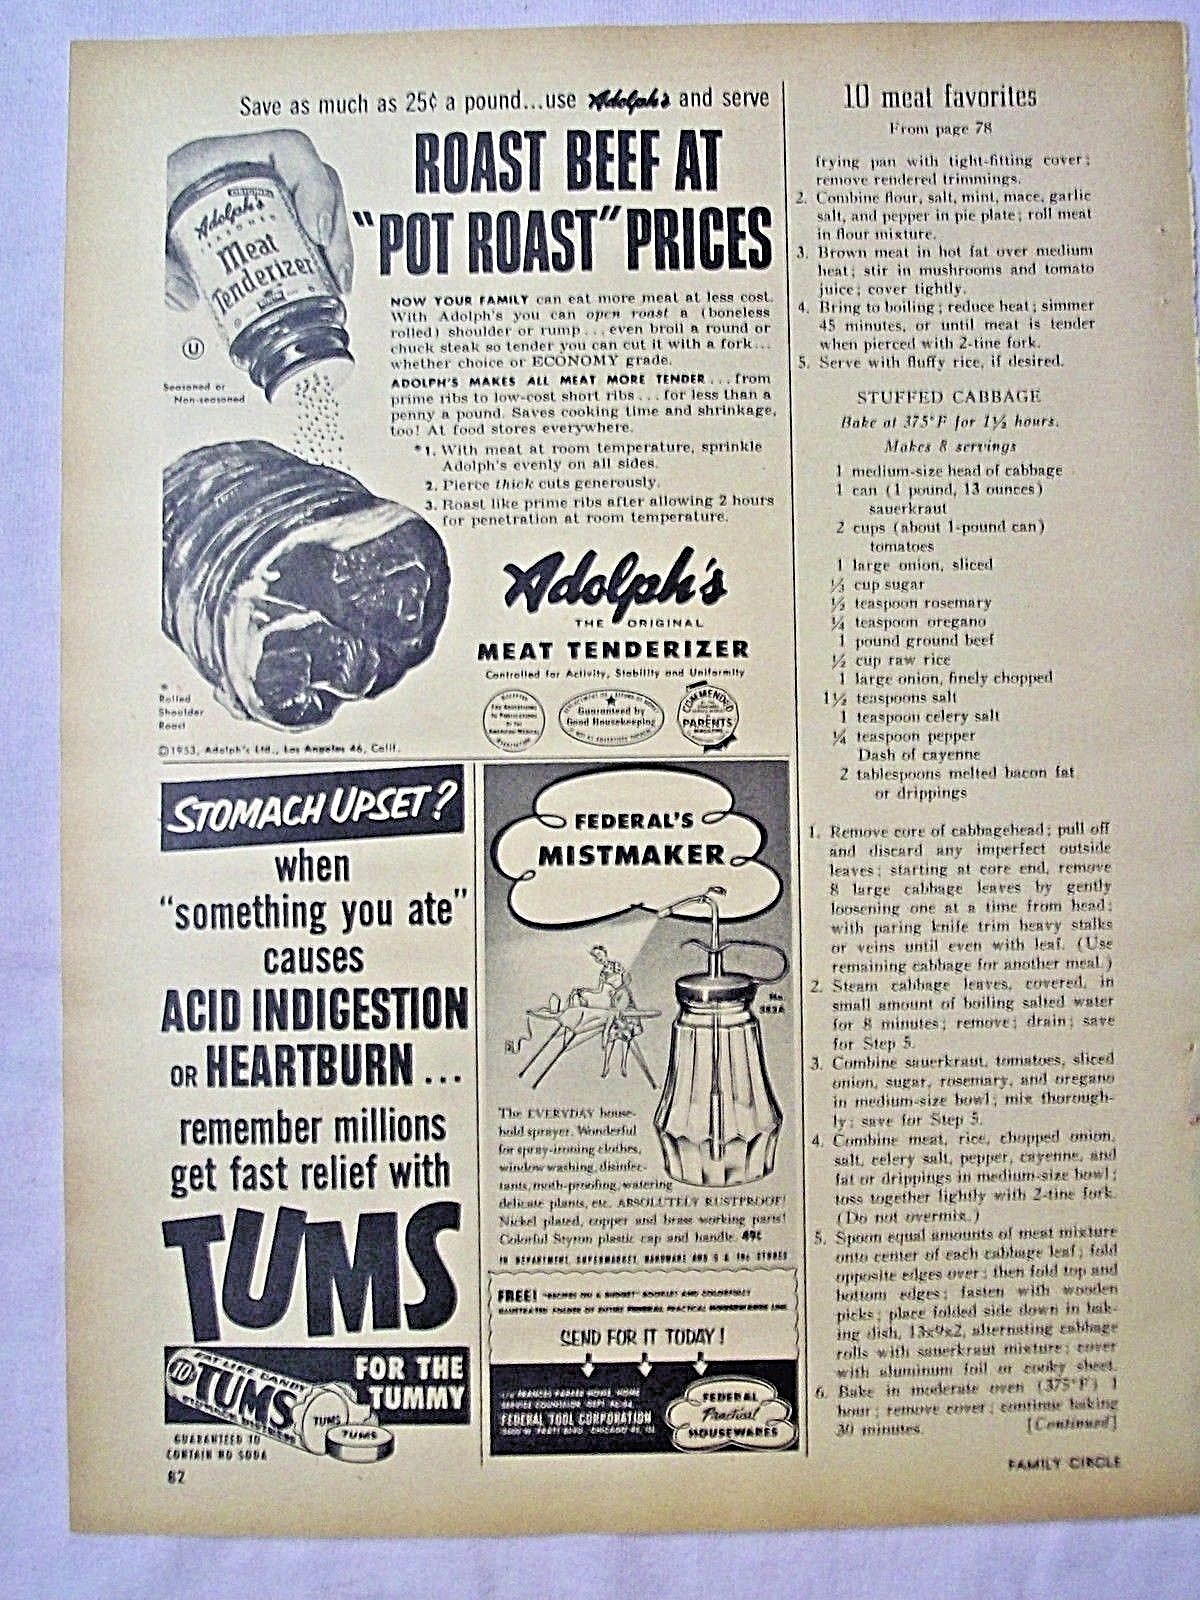 Save as much as 25¢ a pound...use Adolph's and serve
ROAST BEEF AT
"POT ROAST" PRICES
ORIGINAL
Adolph's
SEASONED
Meat
Tenderizer
U
Seasoned or
Non-seasoned
NOW YOUR FAMILY can eat more meat at less cost.
With Adolph's you can open roast a (boneless
rolled) shoulder or rump...even broil a round or
chuck steak so tender you can cut it with a fork...
whether choice or ECONOMY grade.
ADOLPH'S MAKES ALL MEAT MORE TENDER...from
prime ribs to low-cost short ribs...for less than a
penny a pound. Saves cooking time and shrinkage,
too! At food stores everywhere.
*1. With meat at room temperature, sprinkle
Adolph's evenly on all sides.
2. Pierce thick cuts generously.
3. Roast like prime ribs after allowing 2 hours
for penetration at room temperature.
*
Rolled
Shoulder
Roast
Adolph's
THE ORIGINAL
MEAT TENDERIZER
Controlled for Activity, Stability and Uniformity
Guaranteed by
Good Housekeeping
COMMENDED
PARENTS
©1953, Adolph's Ltd., Los Angeles 46, Calif.
STOMACH UPSET?
when
"something you ate"
causes
ACID INDIGESTION
OR HEARTBURN...
remember millions
get fast relief with
TUMS
FOR THE
TUMMY
10¢
EAT LIKE CANDY
TUMS
TUMS
TUMS
GUARANTEED TO
CONTAIN NO SODA
82
FEDERAL'S
MISTMAKER
No.
The EVERYDAY house-
hold sprayer. Wonderful
for spray-ironing clothes,
window washing, disinfec-
tants, moth-proofing, watering
delicate plants, etc. ABSOLUTELY RUSTPROOF!
Nickel plated, copper and brass working parts!
Colorful Styron plastic cap and handle. 49¢
IN DEPARTMENT, SUPERMARKET, HARDWARE AND 5 & 10¢ STORES
FREE! "RECIPES ON A BUDGET" BOOKLET AND COLORFULLY
ILLUSTRATED FOLDER OF ENTIRE FEDERAL PRACTICAL HOUSEWARES LINE
SEND FOR IT TODAY!
FEDERAL TOOL CORPORATION
FEDERAL
Practical
HOUSEWARES
10 meat favorites
From page 78
frying pan with tight-fitting cover;
remove rendered trimmings.
2. Combine flour, salt, mint, mace, garlic
salt, and pepper in pie plate; roll meat
in flour mixture.
3. Brown meat in hot fat over medium
heat; stir in mushrooms and tomato
juice; cover tightly.
4. Bring to boiling; reduce heat; simmer
45 minutes, or until meat is tender
when pierced with 2-tine fork.
5. Serve with fluffy rice, if desired.
STUFFED CABBAGE
Bake at 375°F for 1½ hours.
Makes 8 servings
1 medium-size head of cabbage
1 can (1 pound, 13 ounces)
sauerkraut
2 cups (about 1-pound can)
tomatoes
1 large onion, sliced
⅓ cup sugar
½ teaspoon rosemary
¼ teaspoon oregano
1 pound ground beef
½ cup raw rice
1 large onion, finely chopped
1½ teaspoons salt
1 teaspoon celery salt
¼ teaspoon pepper
Dash of cayenne
2 tablespoons melted bacon fat
or drippings
1. Remove core of cabbagehead; pull off
and discard any imperfect outside
leaves; starting at core end, remove
8 large cabbage leaves by gently
loosening one at a time from head;
with paring knife trim heavy stalks
or veins until even with leaf. (Use
remaining cabbage for another meal.)
2. Steam cabbage leaves, covered, in
small amount of boiling salted water
for 8 minutes; remove; drain; save
for Step 5.
3. Combine sauerkraut, tomatoes, sliced
onion, sugar, rosemary, and oregano
in medium-size bowl; mix thorough-
ly; save for Step 5.
4. Combine meat, rice, chopped onion,
salt, celery salt, pepper, cayenne, and
fat or drippings in medium-size bowl;
toss together lightly with 2-tine fork.
(Do not overmix.)
5. Spoon equal amounts of meat mixture
onto center of each cabbage leaf; fold
opposite edges over; then fold top and
bottom edges; fasten with wooden
picks; place folded side down in bak-
ing dish, 13x9x2, alternating cabbage
rolls with sauerkraut mixture; cover
with aluminum foil or cooky sheet.
6. Bake in moderate oven (375°F) 1
hour; remove cover; continue baking
30 minutes. [Continued]
FAMILY CIRCLE